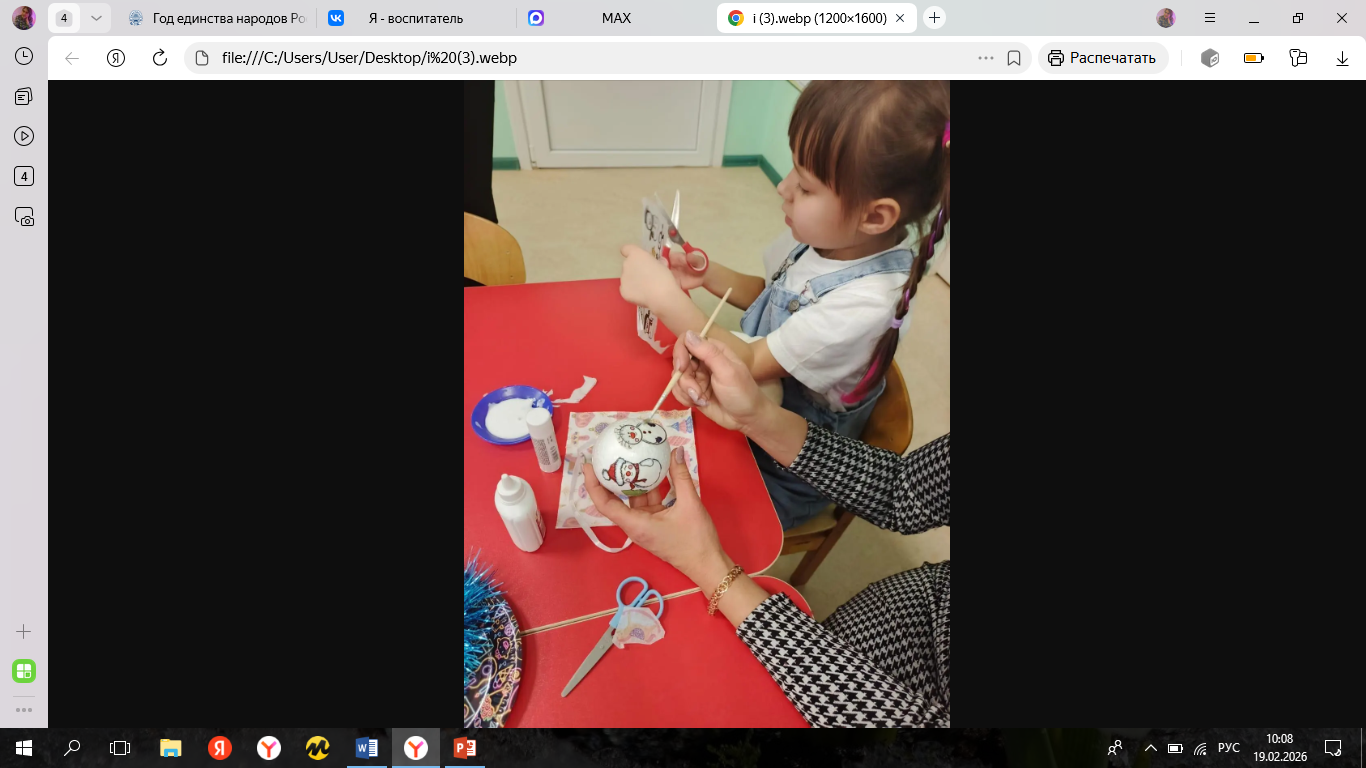 4
Год единства народов Ро
Я - воспитатель
MAX
i (3).webp (1200×1600)
file:///C:/Users/User/Desktop/i%20(3).webp
Распечатать
4
РУС
10:08
19.02.2026